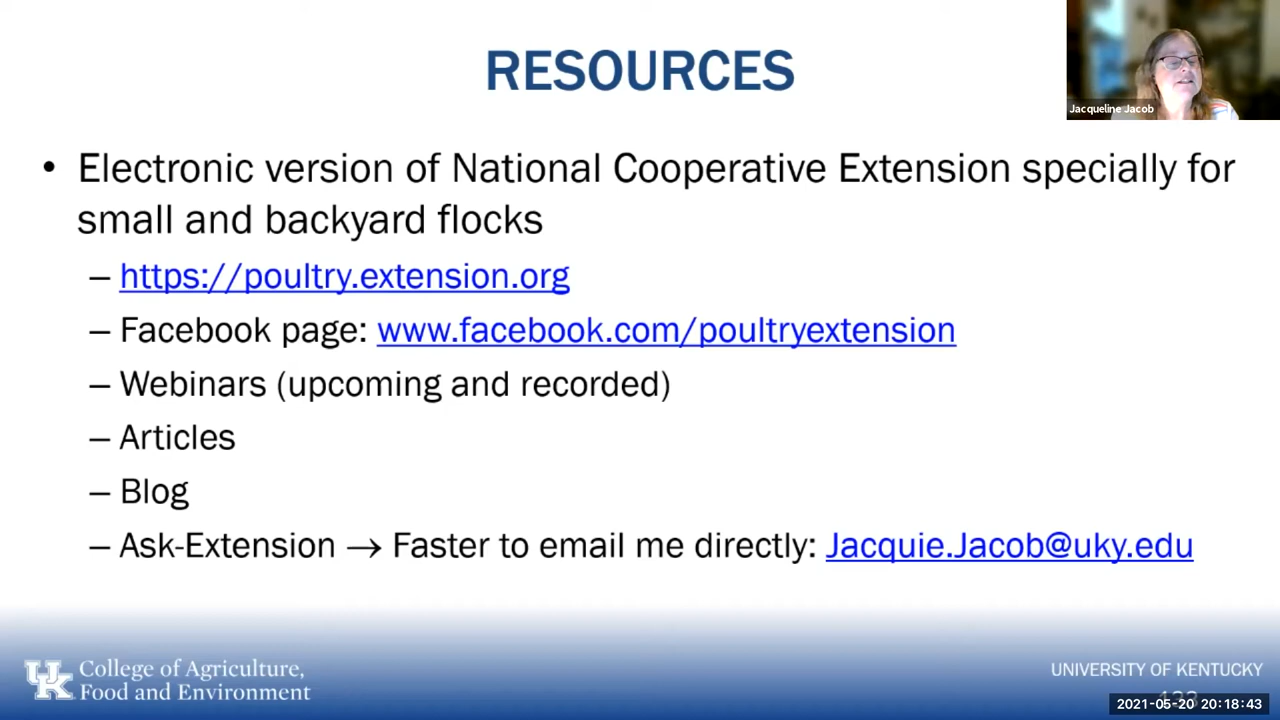 RESOURCES
Jacqueline Jacob
• Electronic version of National Cooperative Extension specially for
small and backyard flocks
– https://poultry.extension.org
– Facebook page: www.facebook.com/poultryextension
– Webinars (upcoming and recorded)
– Articles
– Blog
– Ask-Extension → Faster to email me directly: Jacquie.Jacob@uky.edu
UK College of Agriculture,
Food and Environment
UNIVERSITY OF KENTUCKY
2021-05-20 20:18:43